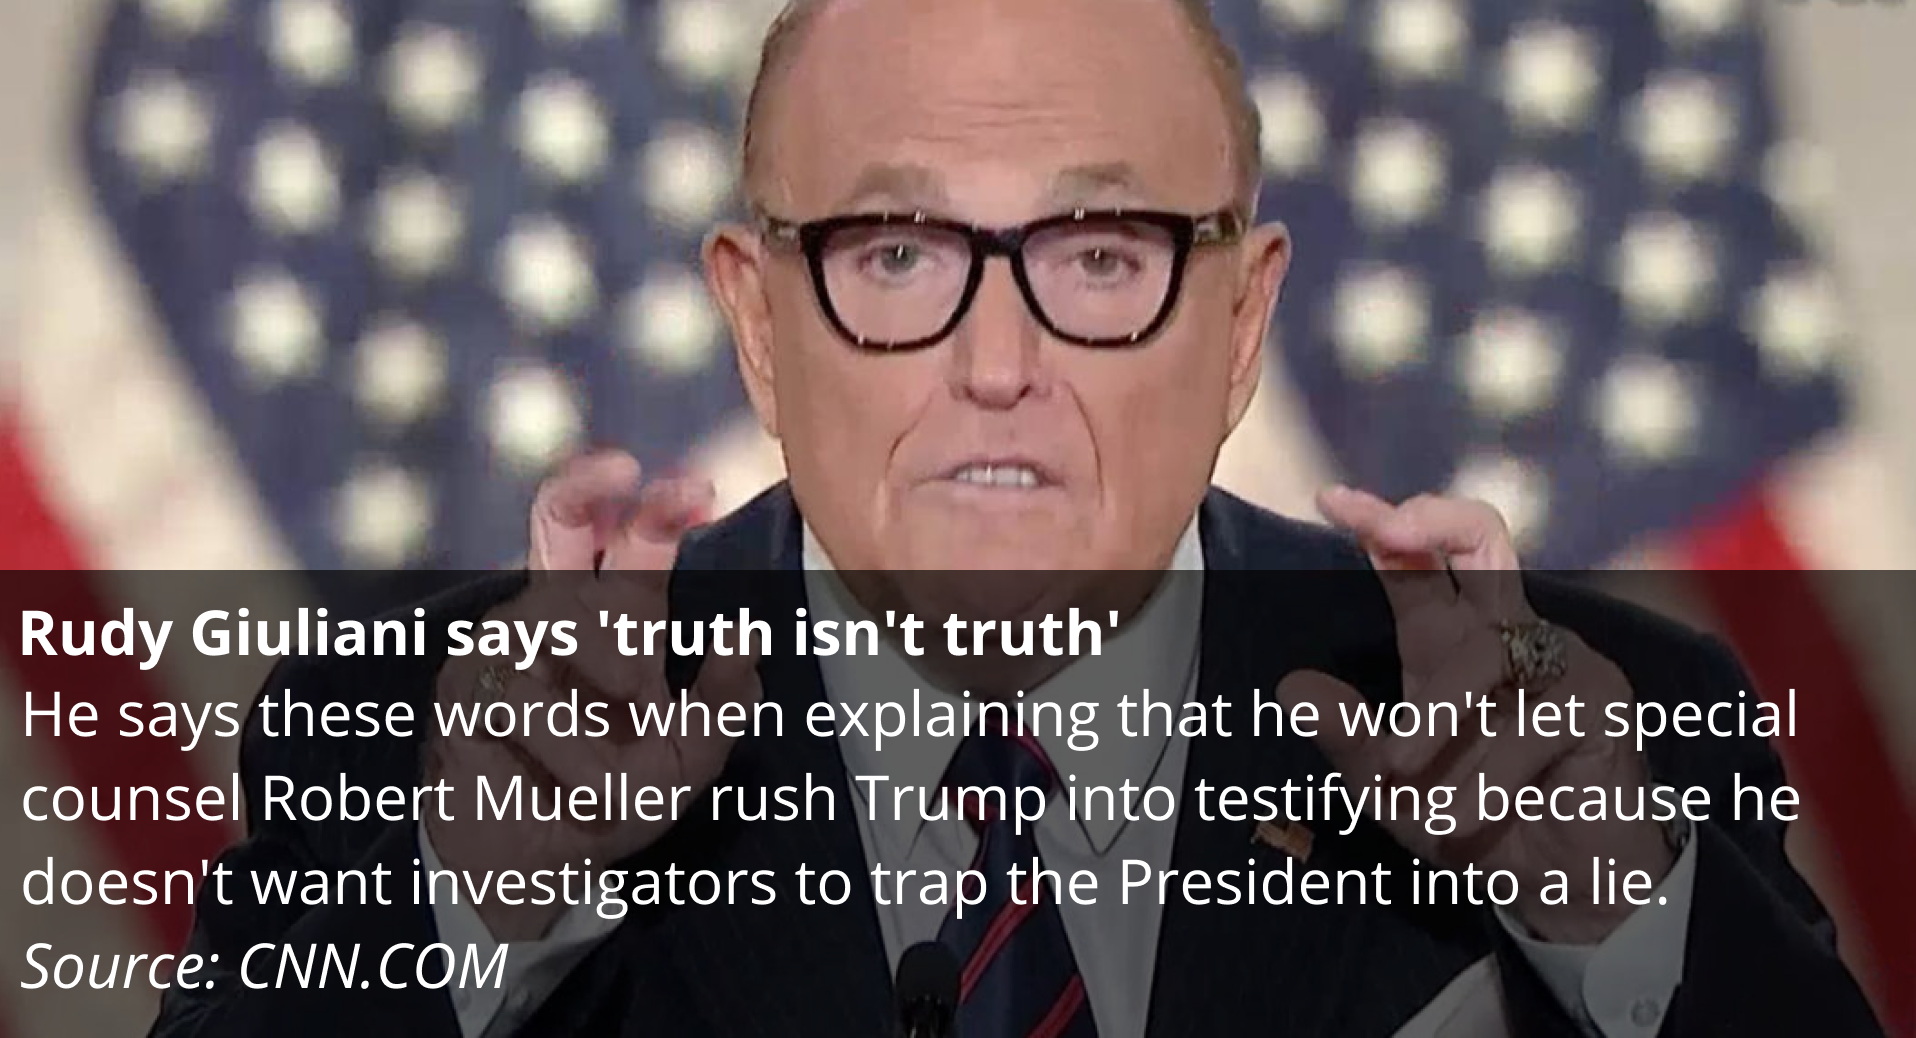 Rudy Giuliani says 'truth isn't truth'
He says these words when explaining that he won't let special
counsel Robert Mueller rush Trump into testifying because he
doesn't want investigators to trap the President into a lie.
Source: CNN.COM